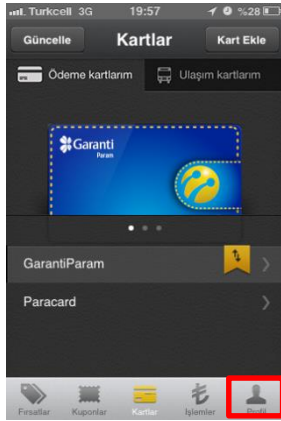 Turkcell 3G 19:57 %28
Güncelle Kartlar Kart Ekle
Ödeme kartlarım Ulaşım kartlarım
Garanti
Param
GarantiParam
Paracard
Fırsatlar Kuponlar Kartlar İşlemler Profil